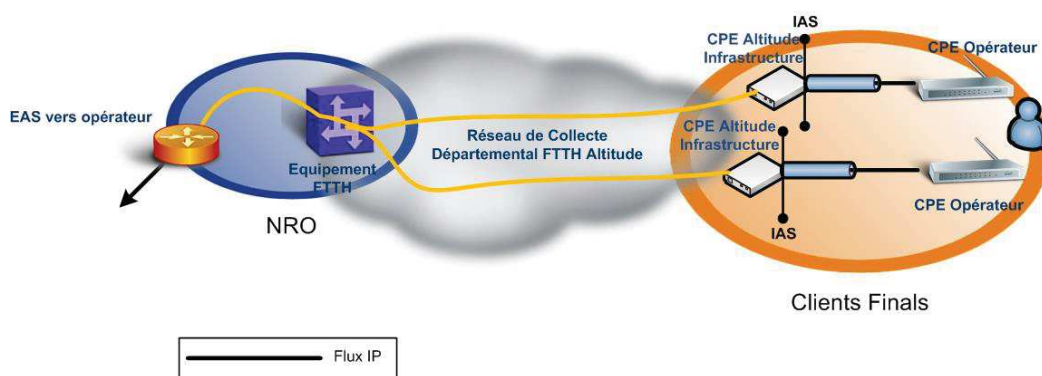 IAS
CPE Altitude
Infrastructure
CPE Opérateur
EAS vers opérateur
Réseau de Collecte
Départemental FTTH Altitude
CPE Altitude
Infrastructure
Equipement
FTTH
NRO
CPE Opérateur
IAS
Clients Finals
Flux IP